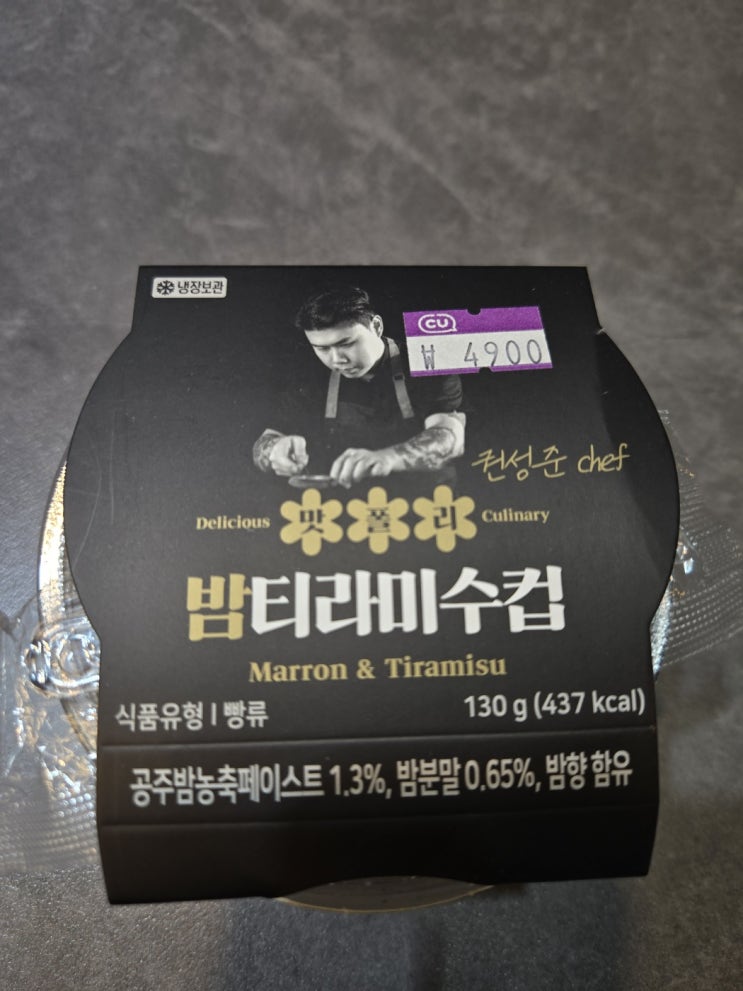 냉장보관
CU
₩ 4900
권성준 chef
Delicious 맛폴리 Culinary
밤티라미수컵
Marron & Tiramisu
식품유형 | 빵류 130 g (437 kcal)
공주밤농축페이스트 1.3%, 밤분말 0.65%, 밤향 함유